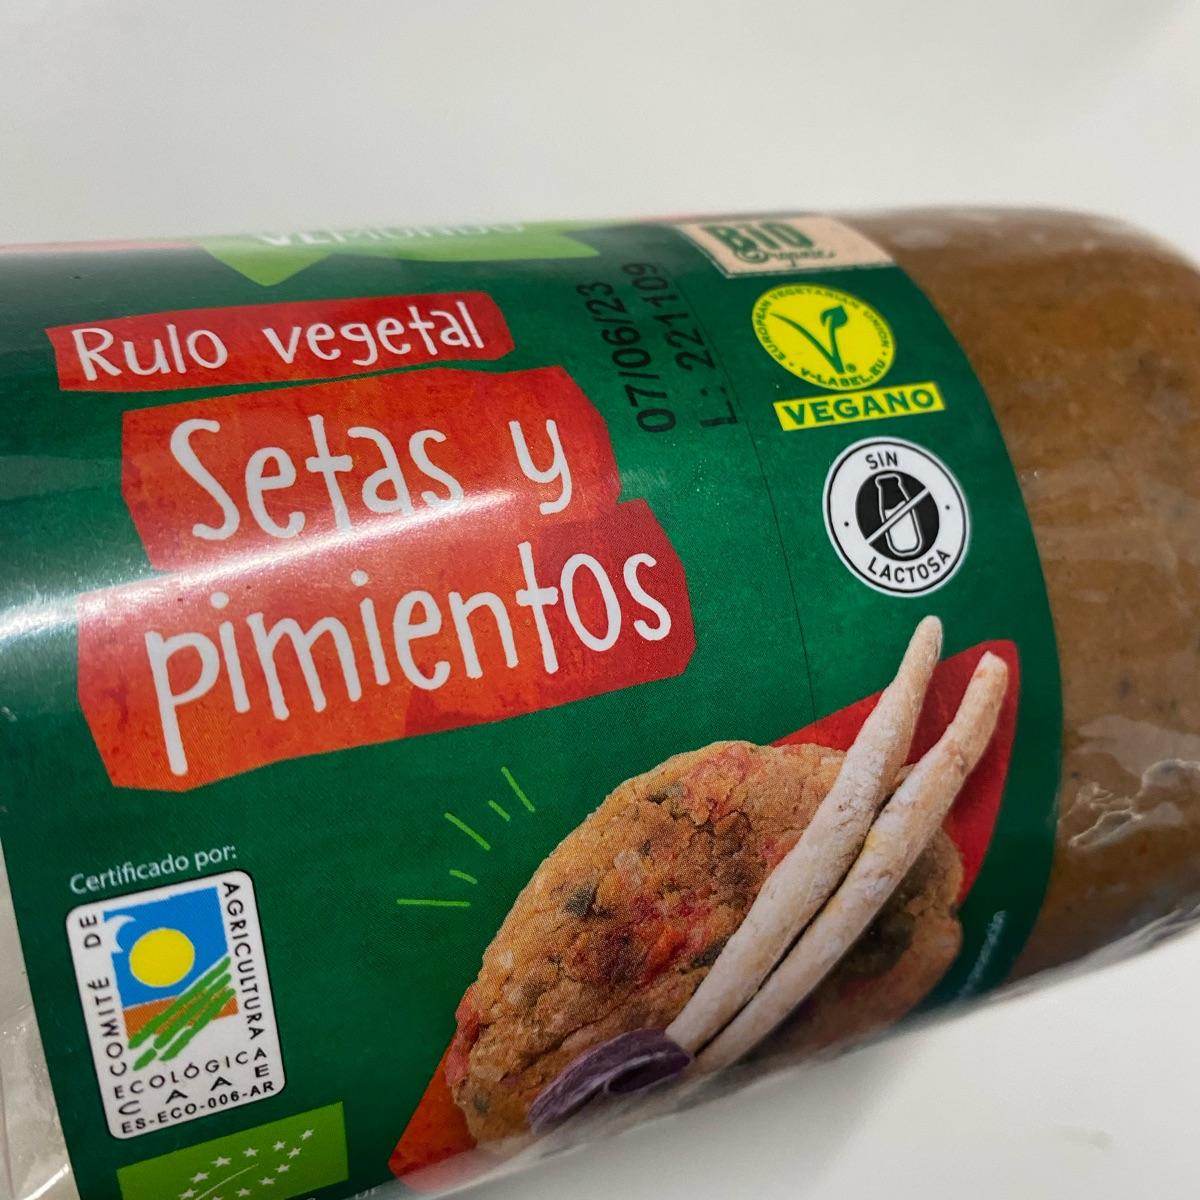 VEMONDO
BIO
Organic
Rulo vegetal
Setas y
pimientos
07/06/23
L.: 221109
EUROPEAN VEGETARIAN UNION
V-LABEL.EU
VEGANO
SIN
LACTOSA
Certificado por:
COMITÉ DE
AGRICULTURA
ECOLÓGICA
CAAE
ES-ECO-006-AR